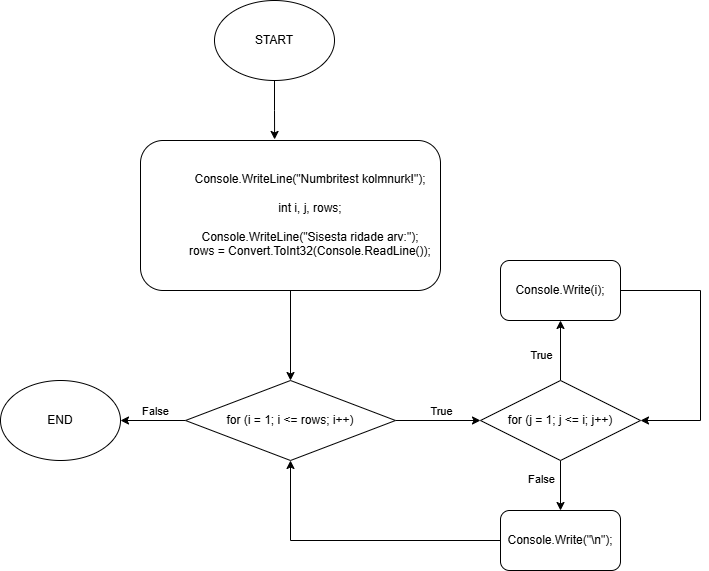 START
Console.WriteLine("Numbritest kolmnurk!");
int i, j, rows;
Console.WriteLine("Sisesta ridade arv:");
rows = Convert.ToInt32(Console.ReadLine());
Console.Write(i);
True
END
False
for (i = 1; i <= rows; i++)
True
for (j = 1; j <= i; j++)
False
Console.Write("\n");